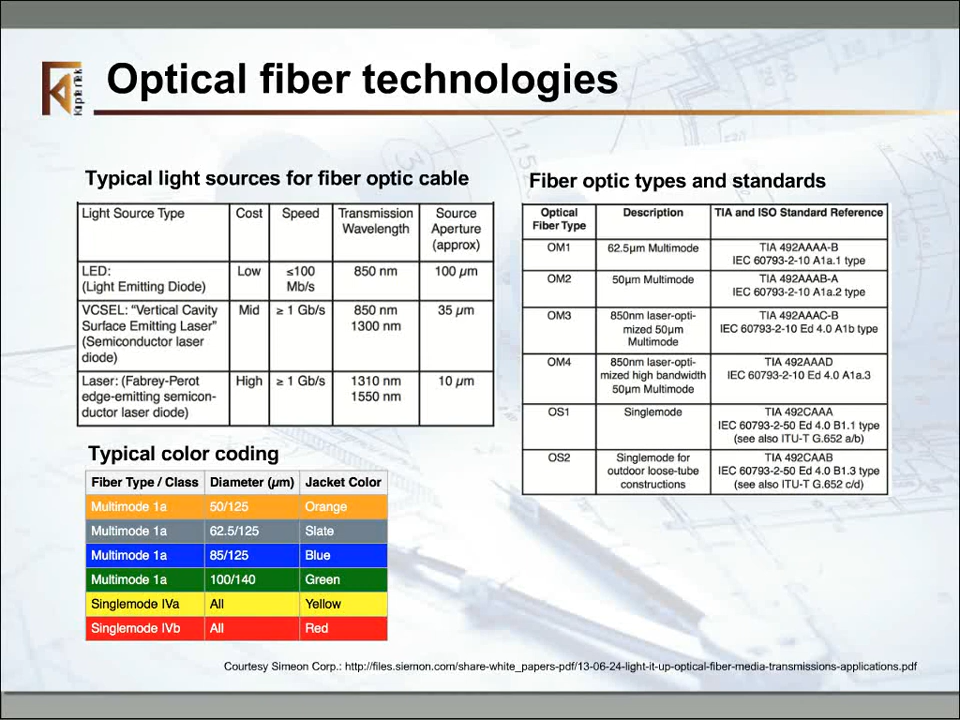 Optical fiber technologies
KapterTek
Typical light sources for fiber optic cable
Light Source Type Cost Speed Transmission Wavelength Source Aperture (approx)
LED: (Light Emitting Diode) Low ≤100 Mb/s 850 nm 100 µm
VCSEL: “Vertical Cavity Surface Emitting Laser” (Semiconductor laser diode) Mid ≥ 1 Gb/s 850 nm 1300 nm 35 µm
Laser: (Fabrey-Perot edge-emitting semicon-ductor laser diode) High ≥ 1 Gb/s 1310 nm 1550 nm 10 µm
Typical color coding
Fiber Type / Class Diameter (µm) Jacket Color
Multimode 1a 50/125 Orange
Multimode 1a 62.5/125 Slate
Multimode 1a 85/125 Blue
Multimode 1a 100/140 Green
Singlemode IVa All Yellow
Singlemode IVb All Red
Fiber optic types and standards
Optical Fiber Type Description TIA and ISO Standard Reference
OM1 62.5µm Multimode TIA 492AAAA-B IEC 60793-2-10 A1a.1 type
OM2 50µm Multimode TIA 492AAAB-A IEC 60793-2-10 A1a.2 type
OM3 850nm laser-opti-mized 50µm Multimode TIA 492AAAC-B IEC 60793-2-10 Ed 4.0 A1b type
OM4 850nm laser-opti-mized high bandwidth 50µm Multimode TIA 492AAAD IEC 60793-2-10 Ed 4.0 A1a.3
OS1 Singlemode TIA 492CAAA IEC 60793-2-50 Ed 4.0 B1.1 type (see also ITU-T G.652 a/b)
OS2 Singlemode for outdoor loose-tube constructions TIA 492CAAB IEC 60793-2-50 Ed 4.0 B1.3 type (see also ITU-T G.652 c/d)
Courtesy Simeon Corp.: http://files.siemon.com/share-white_papers-pdf/13-06-24-light-it-up-optical-fiber-media-transmissions-applications.pdf